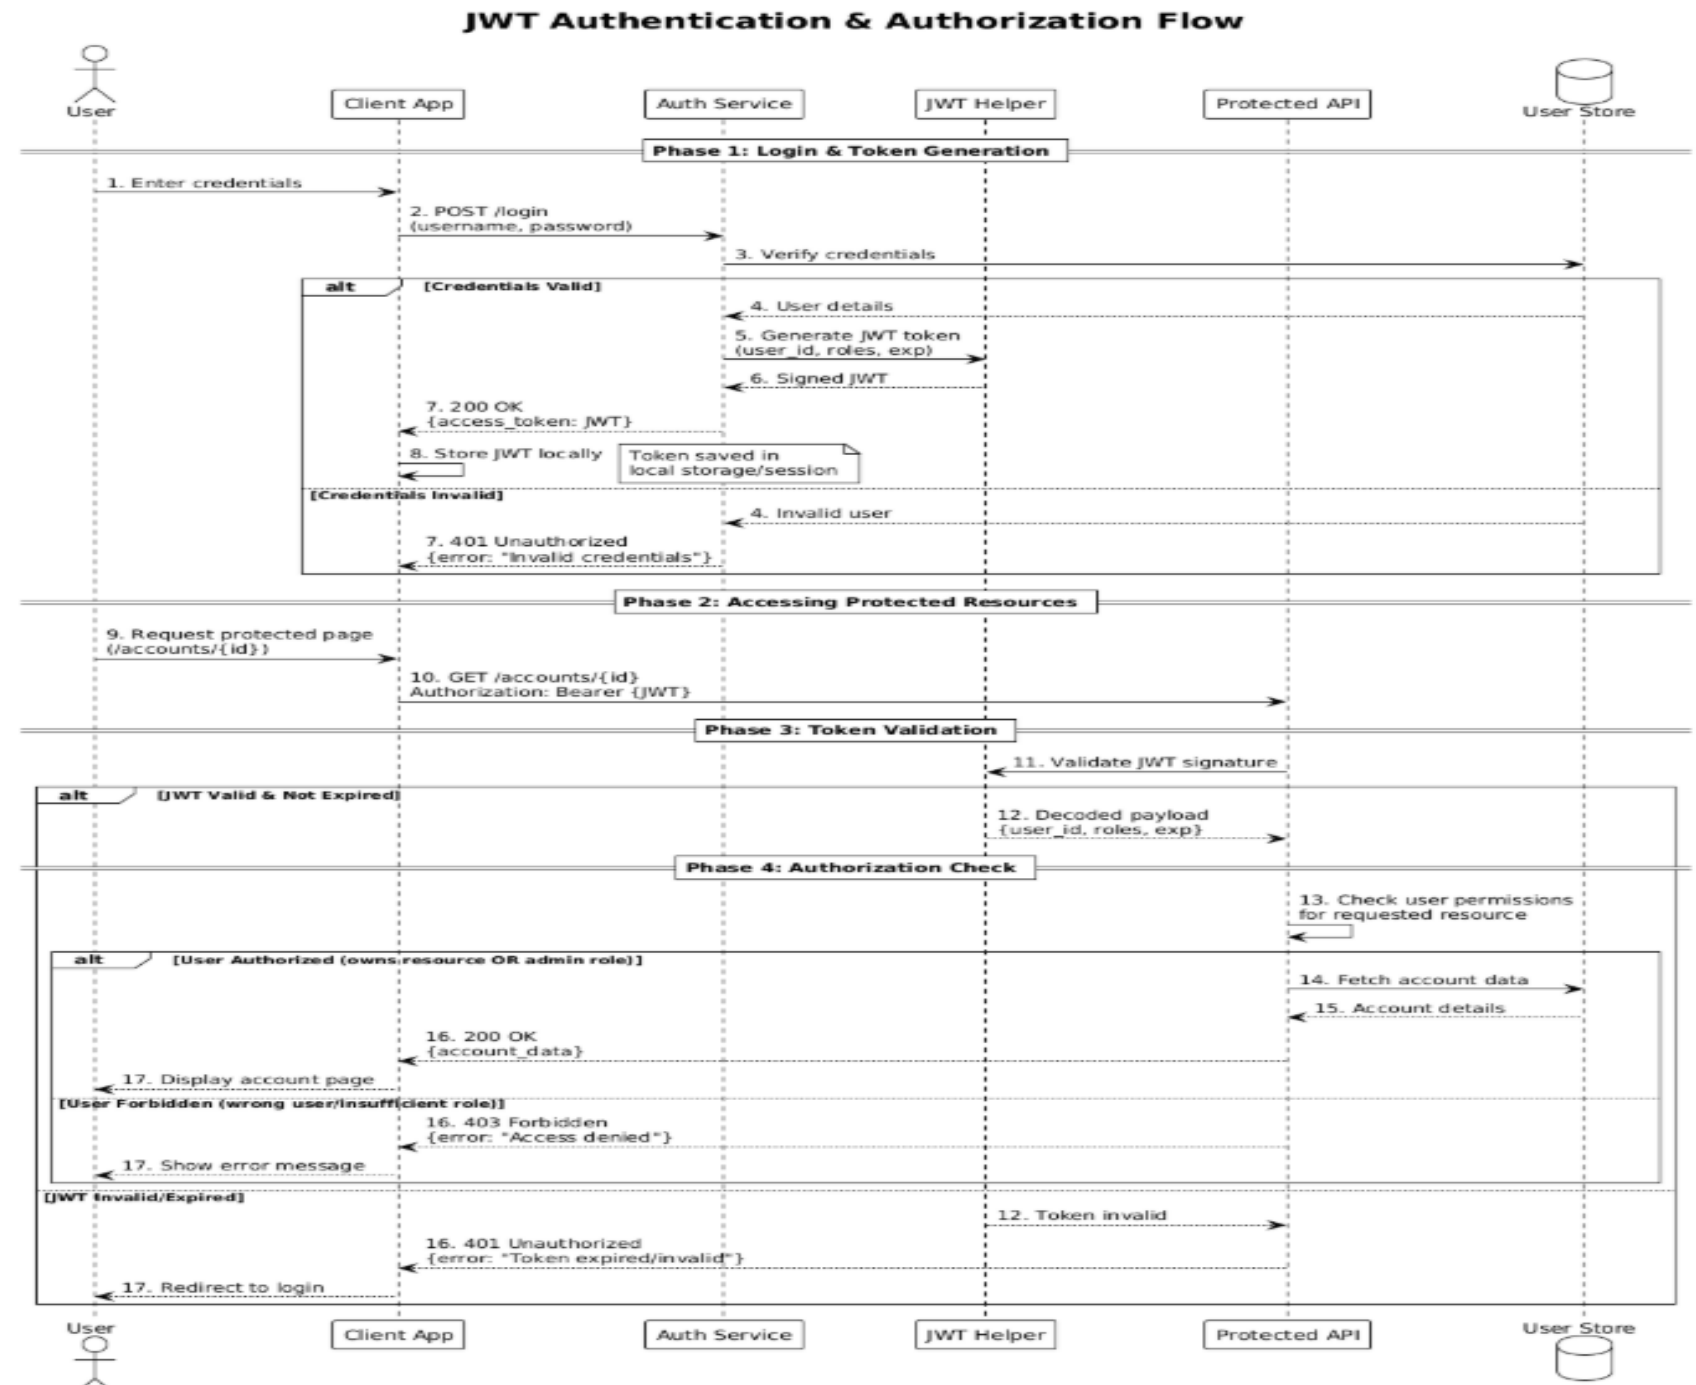 JWT Authentication & Authorization Flow
User
Client App
Auth Service
JWT Helper
Protected API
User Store
Phase 1: Login & Token Generation
1. Enter credentials
2. POST /login
(username, password)
3. Verify credentials
alt
[Credentials Valid]
4. User details
5. Generate JWT token
(user_id, roles, exp)
6. Signed JWT
7. 200 OK
{access_token: JWT}
8. Store JWT locally
Token saved in
local storage/session
[Credentials Invalid]
4. Invalid user
7. 401 Unauthorized
{error: "Invalid credentials"}
Phase 2: Accessing Protected Resources
9. Request protected page
(/accounts/{id})
10. GET /accounts/{id}
Authorization: Bearer {JWT}
Phase 3: Token Validation
11. Validate JWT signature
alt
[JWT Valid & Not Expired]
12. Decoded payload
{user_id, roles, exp}
Phase 4: Authorization Check
13. Check user permissions
for requested resource
alt
[User Authorized (owns resource OR admin role)]
14. Fetch account data
15. Account details
16. 200 OK
{account_data}
17. Display account page
[User Forbidden (wrong user/insufficient role)]
16. 403 Forbidden
{error: "Access denied"}
17. Show error message
[JWT Invalid/Expired]
12. Token invalid
16. 401 Unauthorized
{error: "Token expired/invalid"}
17. Redirect to login
User
Client App
Auth Service
JWT Helper
Protected API
User Store